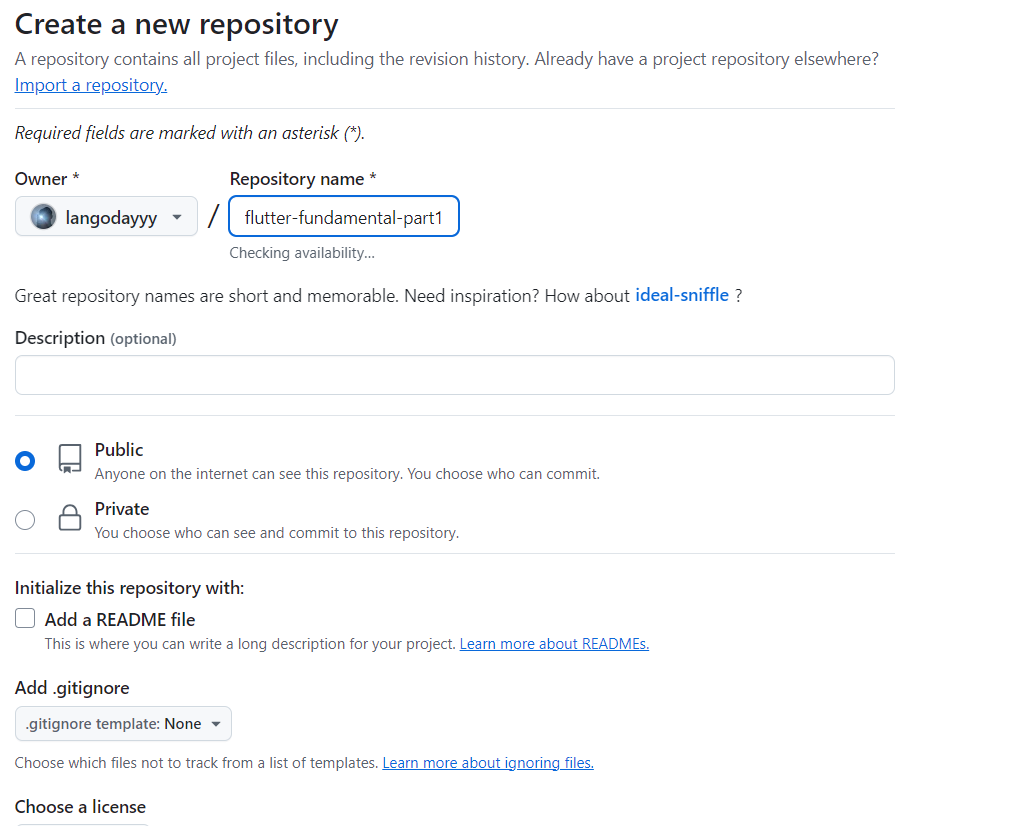 Create a new repository
A repository contains all project files, including the revision history. Already have a project repository elsewhere?
Import a repository.
Required fields are marked with an asterisk (*).
Owner * Repository name *
langodayyy / flutter-fundamental-part1
Checking availability...
Great repository names are short and memorable. Need inspiration? How about ideal-sniffle ?
Description (optional)
Public
Anyone on the internet can see this repository. You choose who can commit.
Private
You choose who can see and commit to this repository.
Initialize this repository with:
Add a README file
This is where you can write a long description for your project. Learn more about READMEs.
Add .gitignore
.gitignore template: None
Choose which files not to track from a list of templates. Learn more about ignoring files.
Choose a license